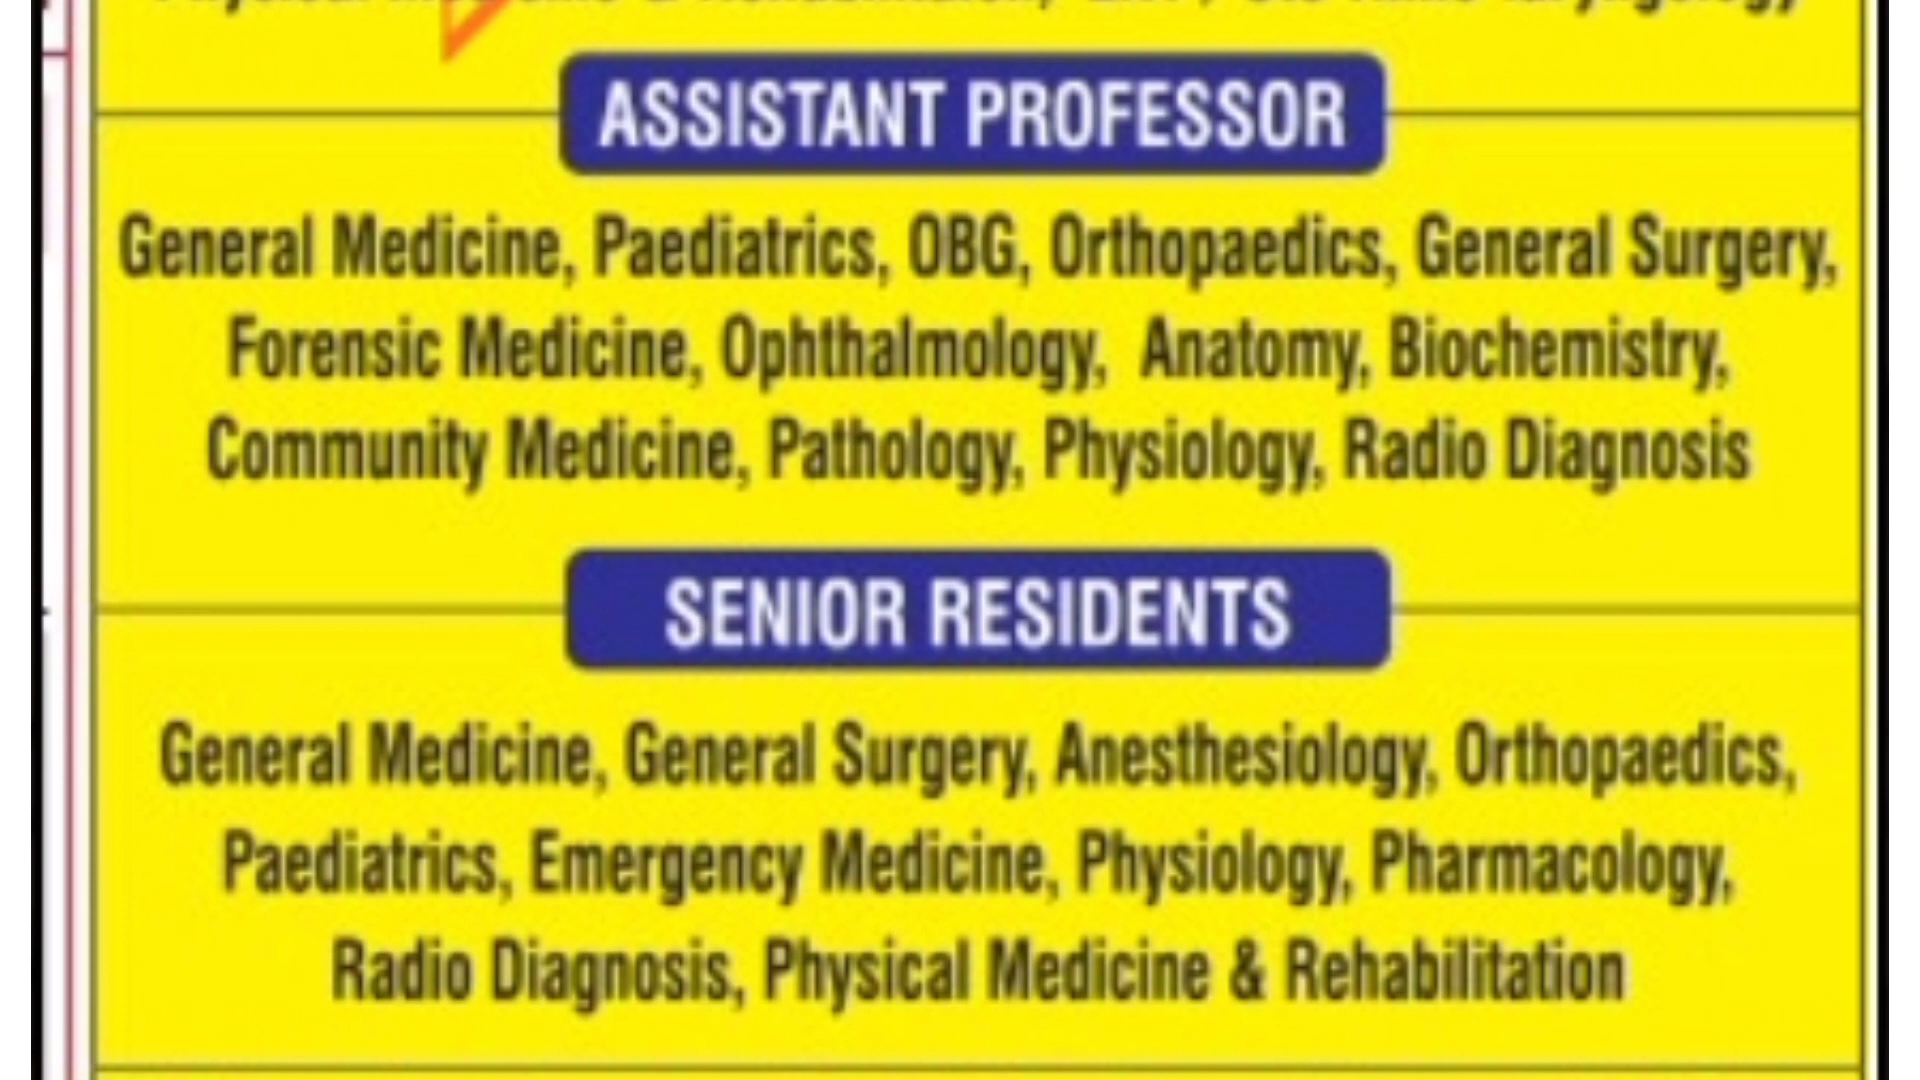 ASSISTANT PROFESSOR
General Medicine, Paediatrics, OBG, Orthopaedics, General Surgery,
Forensic Medicine, Ophthalmology, Anatomy, Biochemistry,
Community Medicine, Pathology, Physiology, Radio Diagnosis
SENIOR RESIDENTS
General Medicine, General Surgery, Anesthesiology, Orthopaedics,
Paediatrics, Emergency Medicine, Physiology, Pharmacology,
Radio Diagnosis, Physical Medicine & Rehabilitation